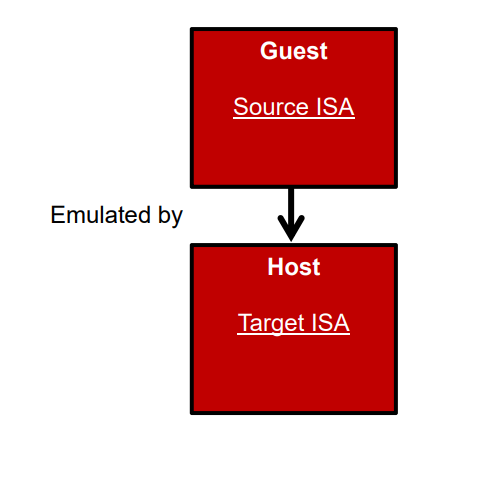 Guest
Source ISA
Emulated by
Host
Target ISA